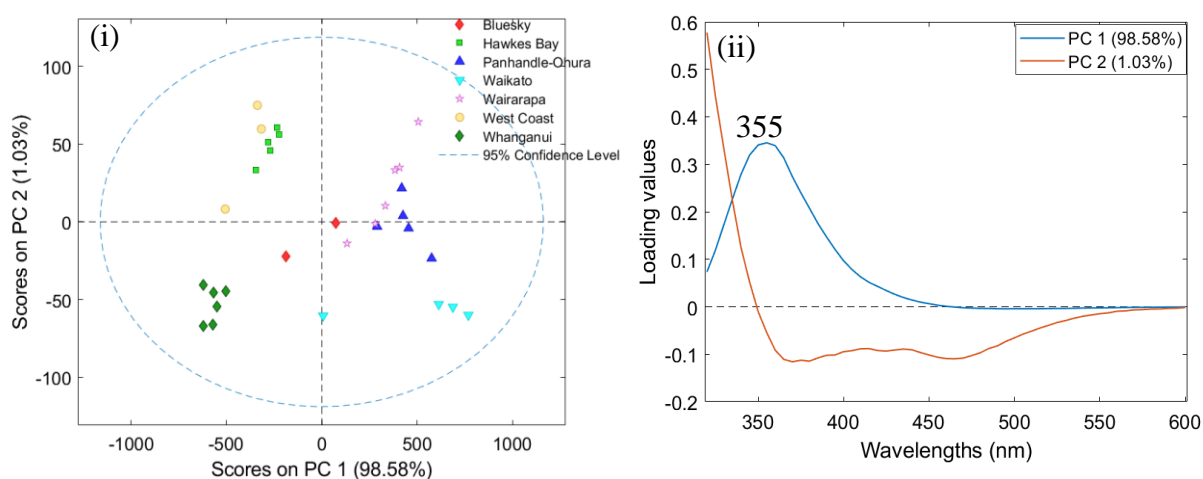 (i)
Bluesky
Hawkes Bay
Panhandle-Ohura
Waikato
Wairarapa
West Coast
Whanganui
95% Confidence Level
100
50
0
-50
-100
Scores on PC 2 (1.03%)
-1000 -500 0 500 1000
Scores on PC 1 (98.58%)
(ii)
PC 1 (98.58%)
PC 2 (1.03%)
355
0.6
0.5
0.4
0.3
0.2
0.1
0
-0.1
-0.2
Loading values
350 400 450 500 550 600
Wavelengths (nm)